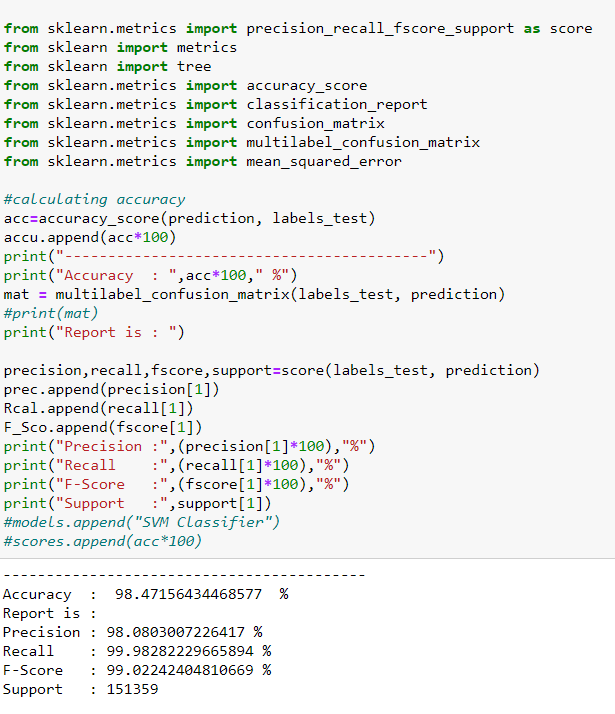 from sklearn.metrics import precision_recall_fscore_support as score
from sklearn import metrics
from sklearn import tree
from sklearn.metrics import accuracy_score
from sklearn.metrics import classification_report
from sklearn.metrics import confusion_matrix
from sklearn.metrics import multilabel_confusion_matrix
from sklearn.metrics import mean_squared_error
#calculating accuracy
acc=accuracy_score(prediction, labels_test)
accu.append(acc*100)
print("------------------------------------------")
print("Accuracy  : ",acc*100," %")
mat = multilabel_confusion_matrix(labels_test, prediction)
#print(mat)
print("Report is : ")
precision,recall,fscore,support=score(labels_test, prediction)
prec.append(precision[1])
Rcal.append(recall[1])
F_Sco.append(fscore[1])
print("Precision :",(precision[1]*100),"%")
print("Recall    :",(recall[1]*100),"%")
print("F-Score   :",(fscore[1]*100),"%")
print("Support   :",support[1])
#models.append("SVM Classifier")
#scores.append(acc*100)
------------------------------------------
Accuracy  :  98.47156434468577  %
Report is :
Precision : 98.0803007226417 %
Recall    : 99.98282229665894 %
F-Score   : 99.02242404810669 %
Support   : 151359